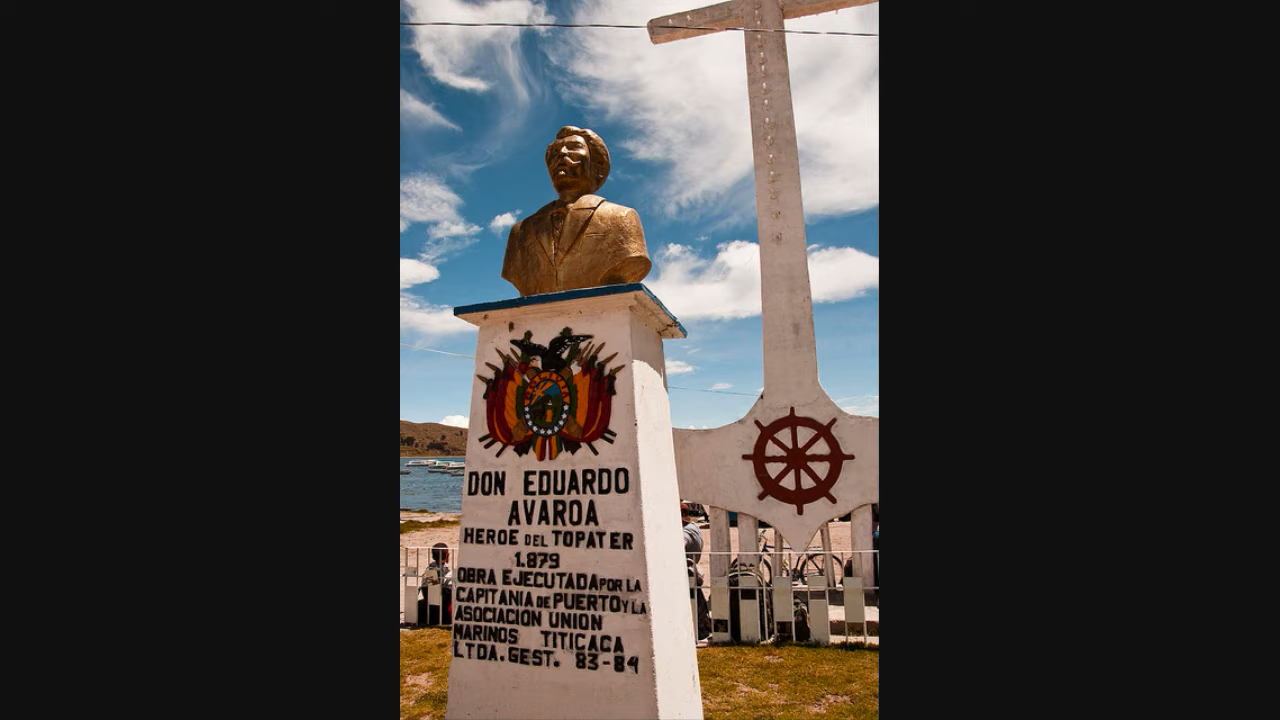 DON EDUARDO
AVAROA
HEROE DEL TOPATER
1.879
OBRA EJECUTADA POR LA
CAPITANIA DE PUERTO Y LA
ASOCIACION UNION
MARINOS TITICACA
LTDA. GEST. 83-84